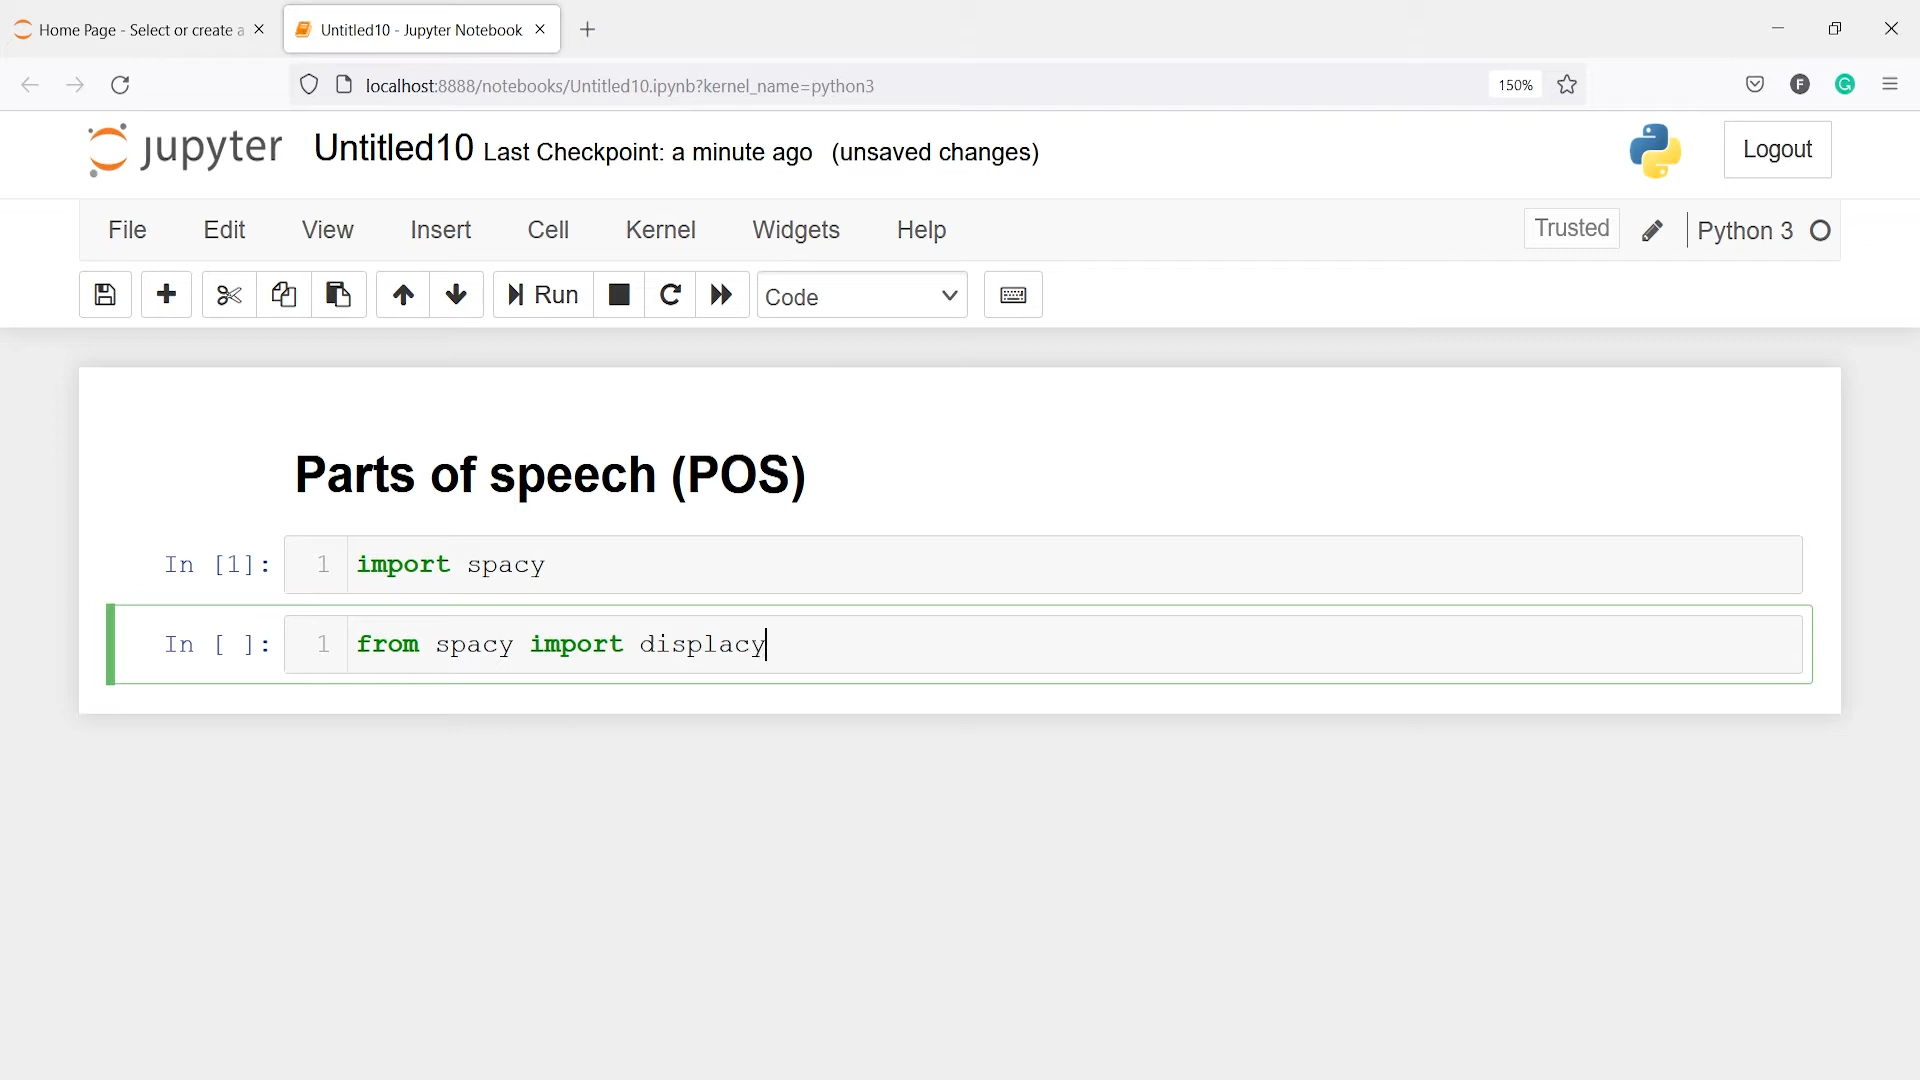 Home Page - Select or create a
Untitled10 - Jupyter Notebook
localhost:8888/notebooks/Untitled10.ipynb?kernel_name=python3
150%
F
G
jupyter Untitled10 Last Checkpoint: a minute ago (unsaved changes)
Logout
File Edit View Insert Cell Kernel Widgets Help
Trusted
Python 3
Run
Code
Parts of speech (POS)
In [1]: 1 import spacy
In [ ]: 1 from spacy import displacy